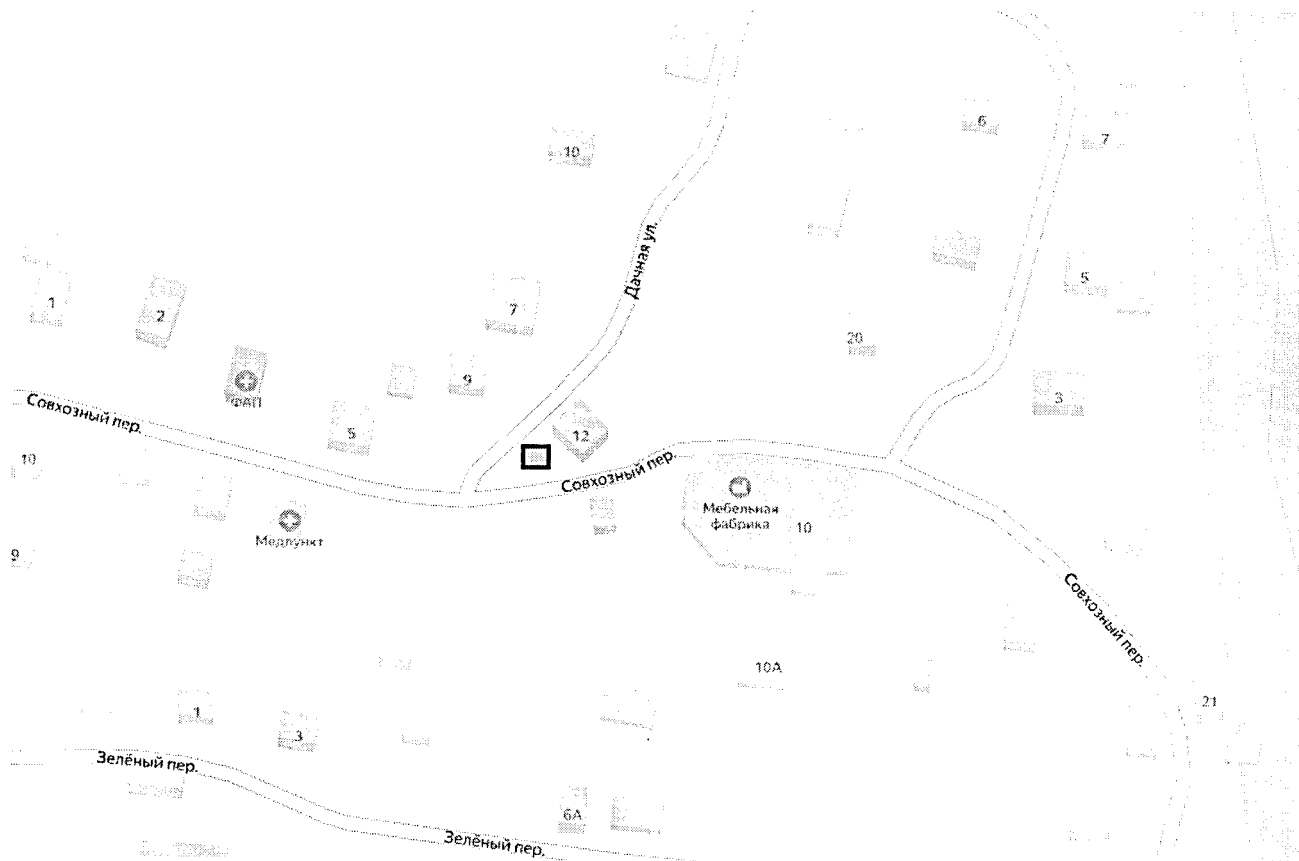 10
6
7
Дачная ул.
1
2
7
5
20
ФАП
9
3
Совхозный пер.
5
12
10
Совхозный пер.
Мебельная
фабрика
10
Медпункт
9
Совхозный пер.
10А
21
1
3
Зелёный пер.
6А
Зелёный пер.